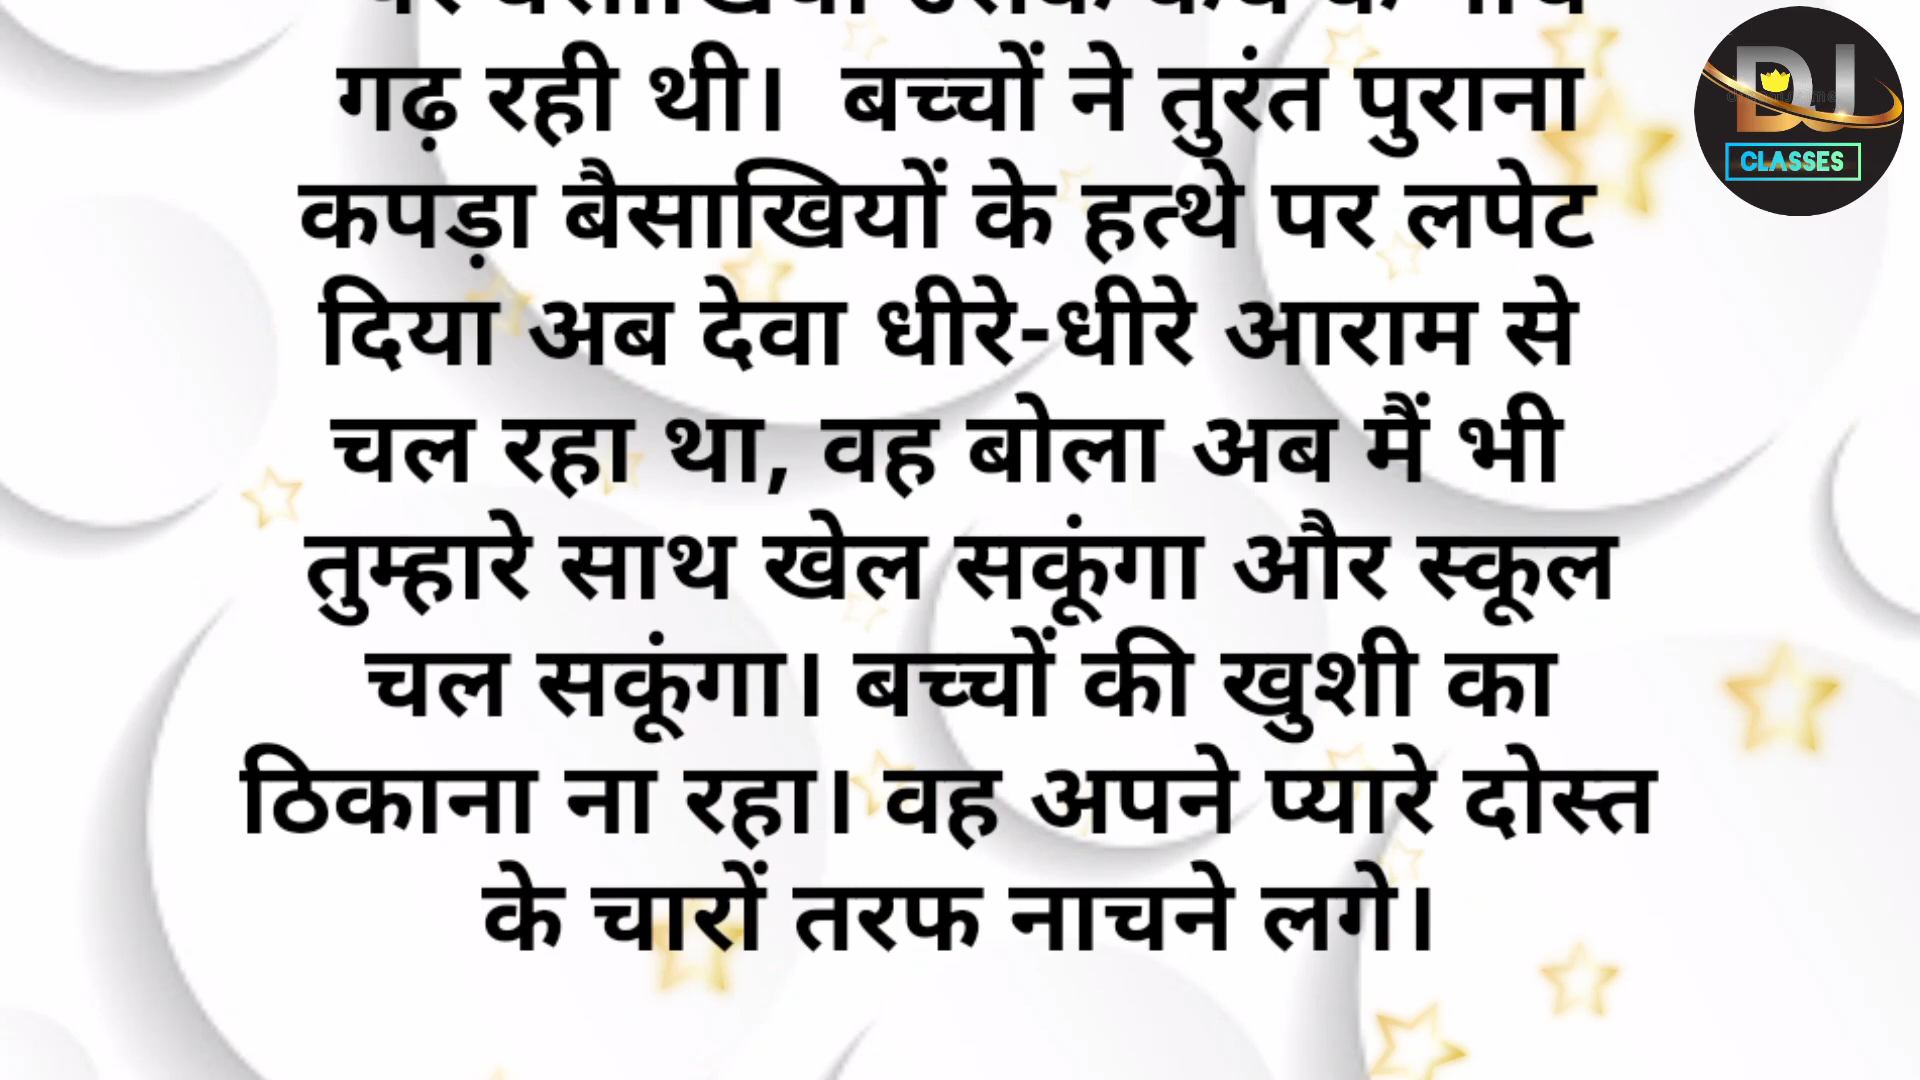 गढ़ रही थी। बच्चों ने तुरंत पुराना
कपड़ा बैसाखियों के हत्थे पर लपेट
दिया अब देवा धीरे-धीरे आराम से
चल रहा था, वह बोला अब मैं भी
तुम्हारे साथ खेल सकूंगा और स्कूल
चल सकूंगा। बच्चों की खुशी का
ठिकाना ना रहा। वह अपने प्यारे दोस्त
के चारों तरफ नाचने लगे।
DJ
CLASSES